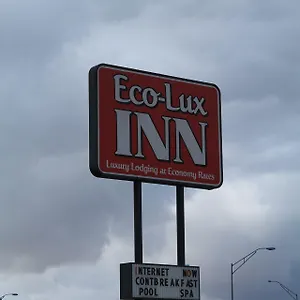 Eco-Lux
INN
Luxury Lodging at Economy Rates
INTERNET NOW
CONTBREAKFAST
POOL SPA